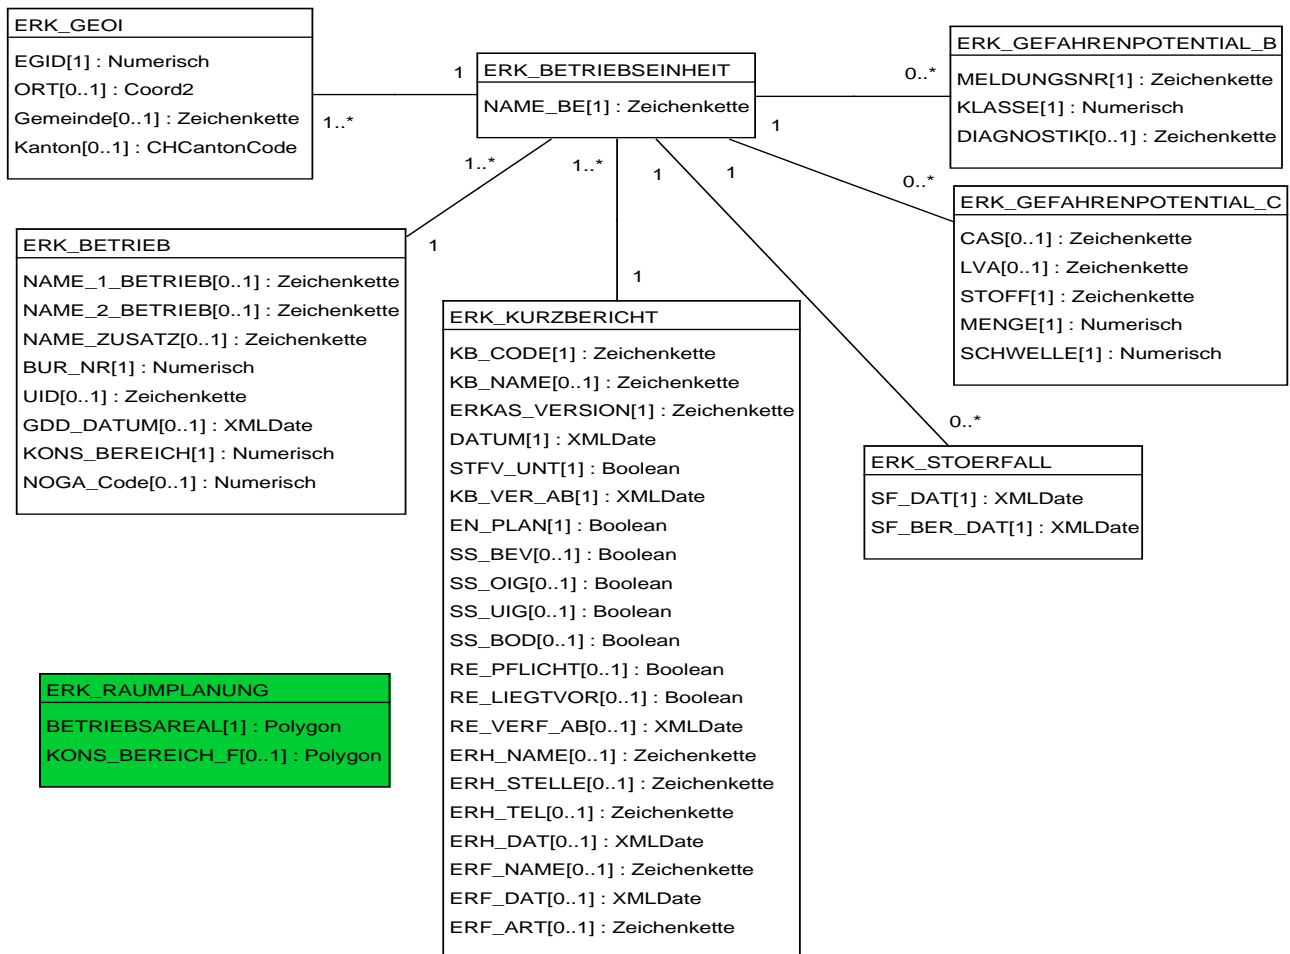 ERK_GEOI
EGID[1] : Numerisch
ORT[0..1] : Coord2
Gemeinde[0..1] : Zeichenkette
Kanton[0..1] : CHCantonCode
1
1..*
ERK_BETRIEBSEINHEIT
NAME_BE[1] : Zeichenkette
0..*
1
ERK_GEFAHRENPOTENTIAL_B
MELDUNGSNR[1] : Zeichenkette
KLASSE[1] : Numerisch
DIAGNOSTIK[0..1] : Zeichenkette
1..*
1..*
1
1
0..*
ERK_GEFAHRENPOTENTIAL_C
CAS[0..1] : Zeichenkette
LVA[0..1] : Zeichenkette
STOFF[1] : Zeichenkette
MENGE[1] : Numerisch
SCHWELLE[1] : Numerisch
ERK_BETRIEB
NAME_1_BETRIEB[0..1] : Zeichenkette
NAME_2_BETRIEB[0..1] : Zeichenkette
NAME_ZUSATZ[0..1] : Zeichenkette
BUR_NR[1] : Numerisch
UID[0..1] : Zeichenkette
GDD_DATUM[0..1] : XMLDate
KONS_BEREICH[1] : Numerisch
NOGA_Code[0..1] : Numerisch
1
1
ERK_KURZBERICHT
KB_CODE[1] : Zeichenkette
KB_NAME[0..1] : Zeichenkette
ERKAS_VERSION[1] : Zeichenkette
DATUM[1] : XMLDate
STFV_UNT[1] : Boolean
KB_VER_AB[1] : XMLDate
EN_PLAN[1] : Boolean
SS_BEV[0..1] : Boolean
SS_OIG[0..1] : Boolean
SS_UIG[0..1] : Boolean
SS_BOD[0..1] : Boolean
RE_PFLICHT[0..1] : Boolean
RE_LIEGTVOR[0..1] : Boolean
RE_VERF_AB[0..1] : XMLDate
ERH_NAME[0..1] : Zeichenkette
ERH_STELLE[0..1] : Zeichenkette
ERH_TEL[0..1] : Zeichenkette
ERH_DAT[0..1] : XMLDate
ERF_NAME[0..1] : Zeichenkette
ERF_DAT[0..1] : XMLDate
ERF_ART[0..1] : Zeichenkette
0..*
ERK_STOERFALL
SF_DAT[1] : XMLDate
SF_BER_DAT[1] : XMLDate
ERK_RAUMPLANUNG
BETRIEBSAREAL[1] : Polygon
KONS_BEREICH_F[0..1] : Polygon